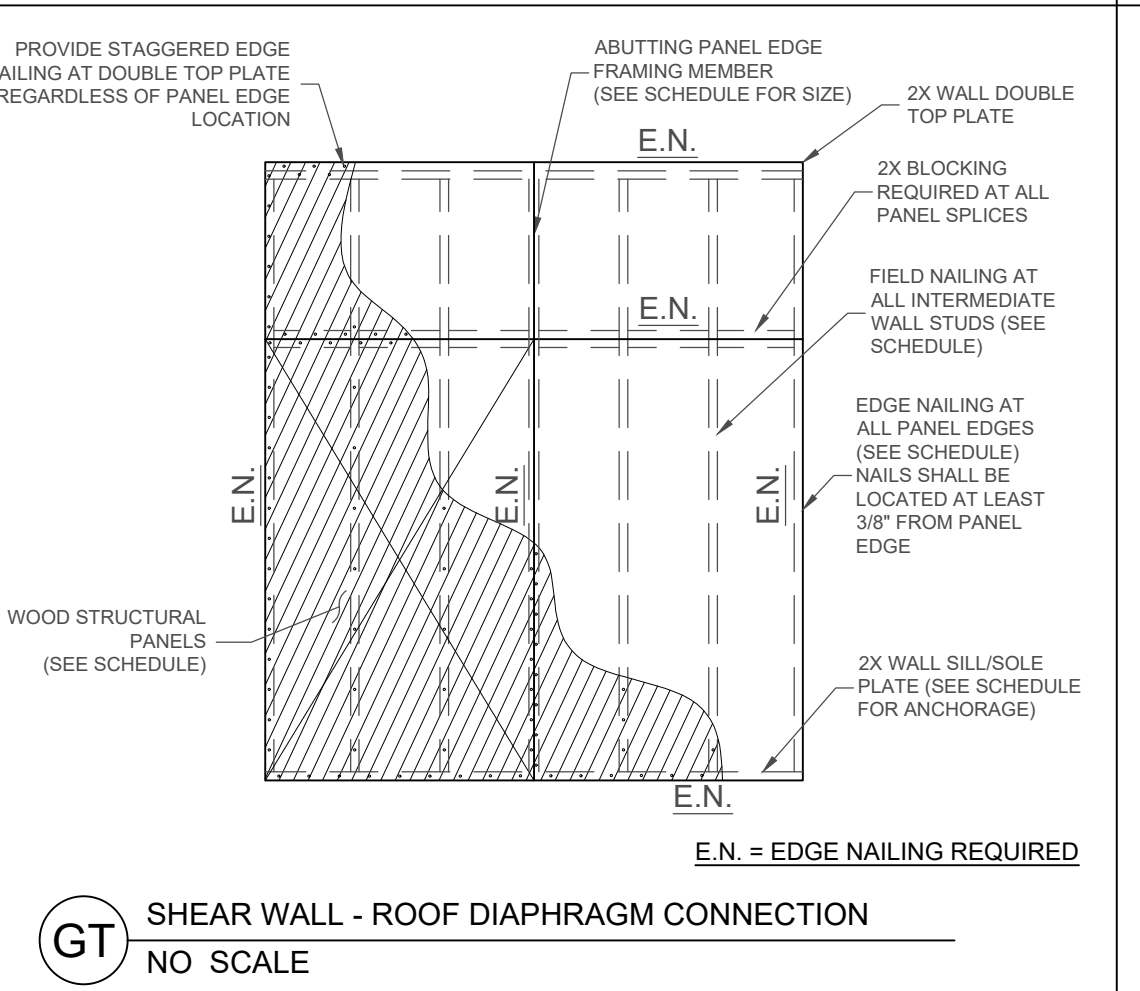 PROVIDE STAGGERED EDGE
AILING AT DOUBLE TOP PLATE
REGARDLESS OF PANEL EDGE
LOCATION
ABUTTING PANEL EDGE
FRAMING MEMBER
(SEE SCHEDULE FOR SIZE)
2X WALL DOUBLE
TOP PLATE
E.N.
2X BLOCKING
REQUIRED AT ALL
PANEL SPLICES
FIELD NAILING AT
ALL INTERMEDIATE
WALL STUDS (SEE
SCHEDULE)
E.N.
EDGE NAILING AT
ALL PANEL EDGES
(SEE SCHEDULE)
NAILS SHALL BE
LOCATED AT LEAST
3/8" FROM PANEL
EDGE
E.N.
E.N.
E.N.
WOOD STRUCTURAL
PANELS
(SEE SCHEDULE)
2X WALL SILL/SOLE
PLATE (SEE SCHEDULE
FOR ANCHORAGE)
E.N.
E.N. = EDGE NAILING REQUIRED
GT
SHEAR WALL - ROOF DIAPHRAGM CONNECTION
NO SCALE